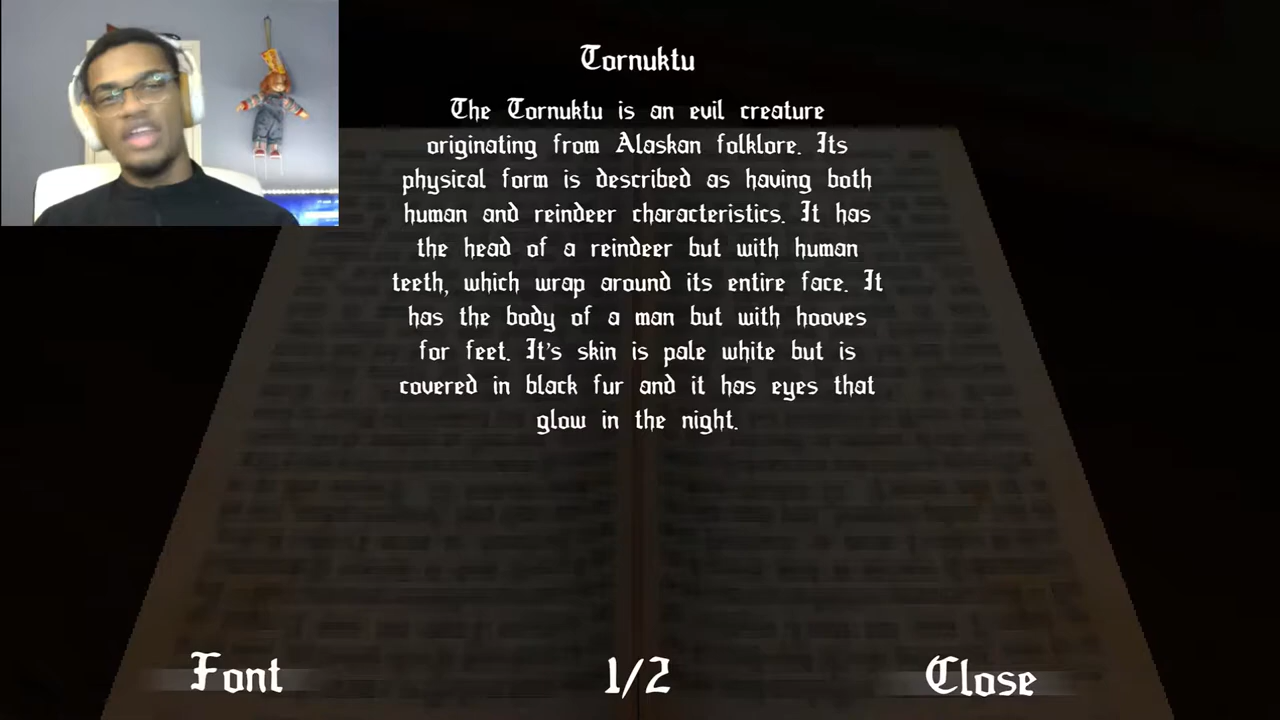 Tornuktu
The Tornuktu is an evil creature
originating from Alaskan folklore. Its
physical form is described as having both
human and reindeer characteristics. It has
the head of a reindeer but with human
teeth, which wrap around its entire face. It
has the body of a man but with hooves
for feet. It's skin is pale white but is
covered in black fur and it has eyes that
glow in the night.
Font
1/2
Close